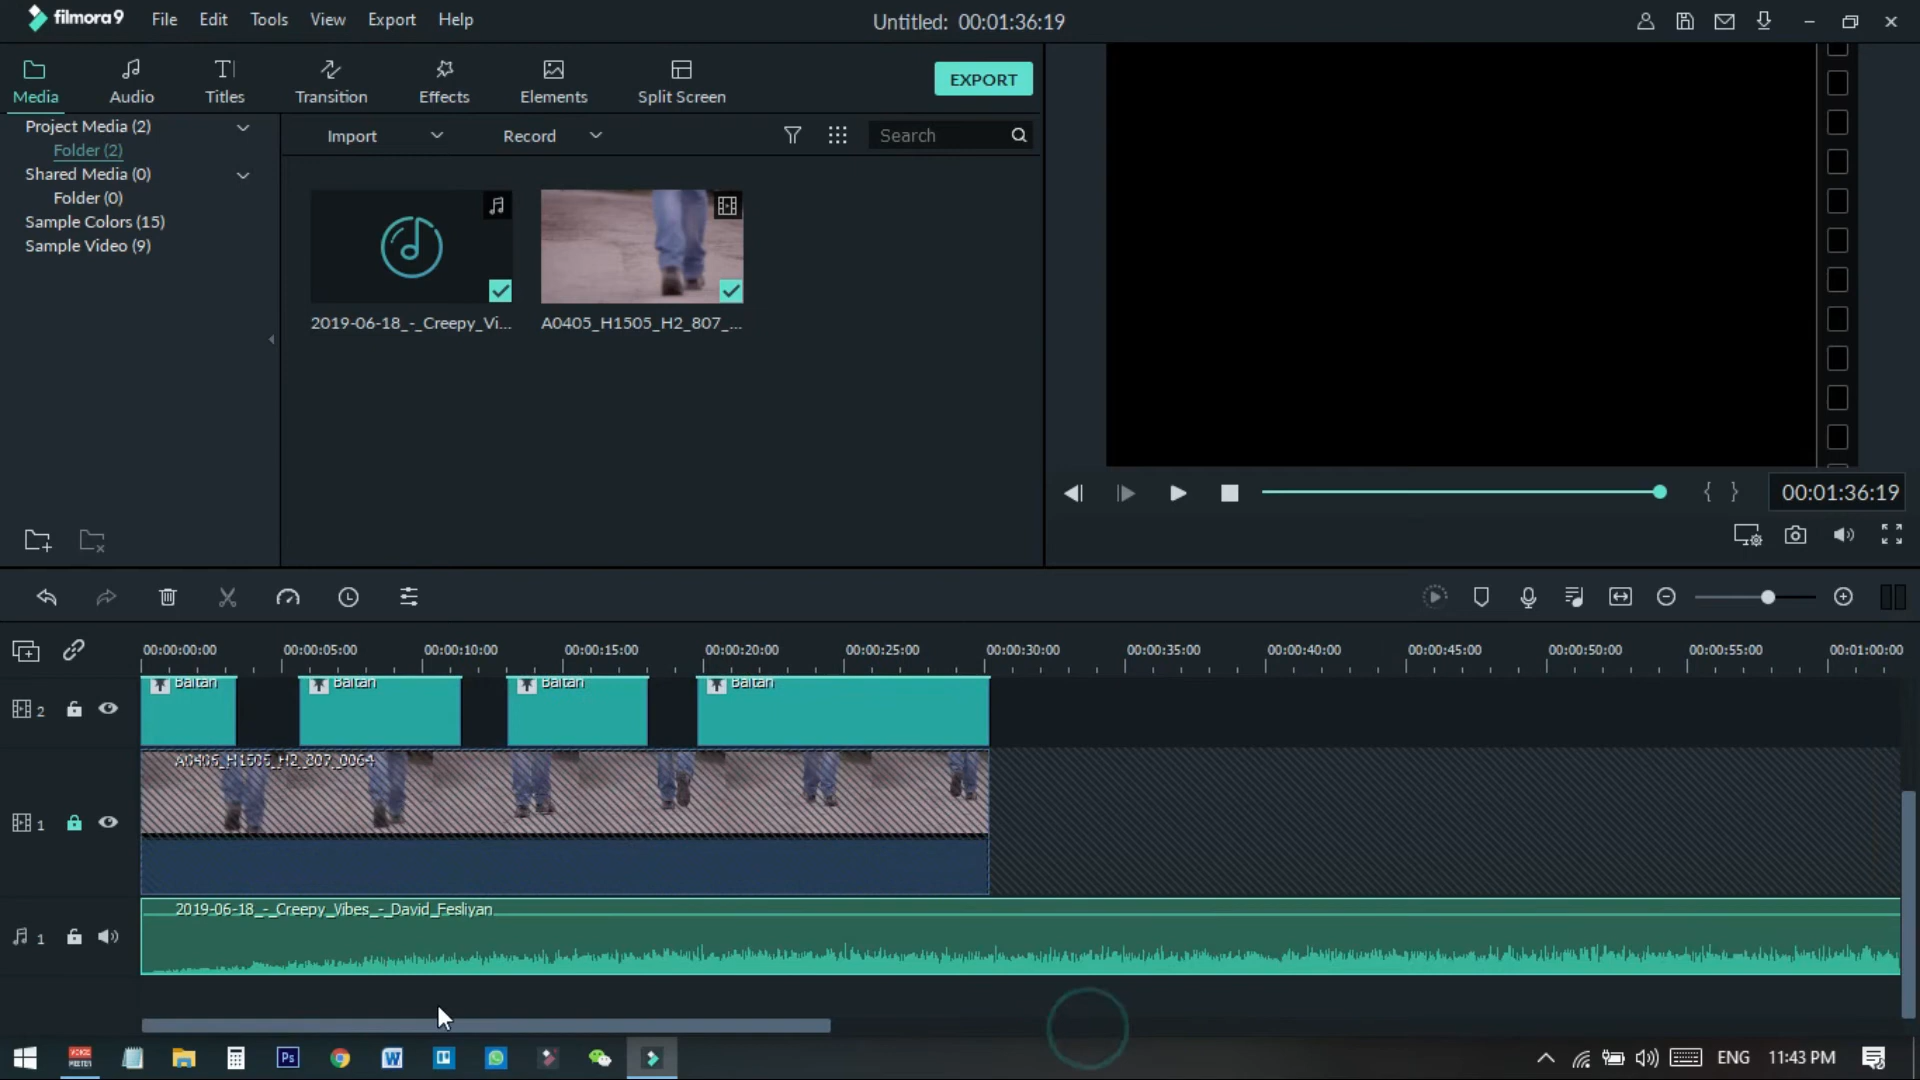 filmora9 File Edit Tools View Export Help Untitled: 00:01:36:19
Media Audio Titles Transition Effects Elements Split Screen EXPORT
Project Media (2)
Folder (2)
Shared Media (0)
Folder (0)
Sample Colors (15)
Sample Video (9)
Import Record Search
2019-06-18_-_Creepy_Vi... A0405_H1505_H2_807_...
00:01:36:19
00:00:00:00 00:00:05:00 00:00:10:00 00:00:15:00 00:00:20:00 00:00:25:00 00:00:30:00 00:00:35:00 00:00:40:00 00:00:45:00 00:00:50:00 00:00:55:00 00:01:00:00
2 Baltan Baltan Baltan Baltan
A0405_H1505_H2_807_0064
1
2019-06-18_-_Creepy_Vibes_-_David_Fesliyan
1
VOICE MEETER Ps W ENG 11:43 PM